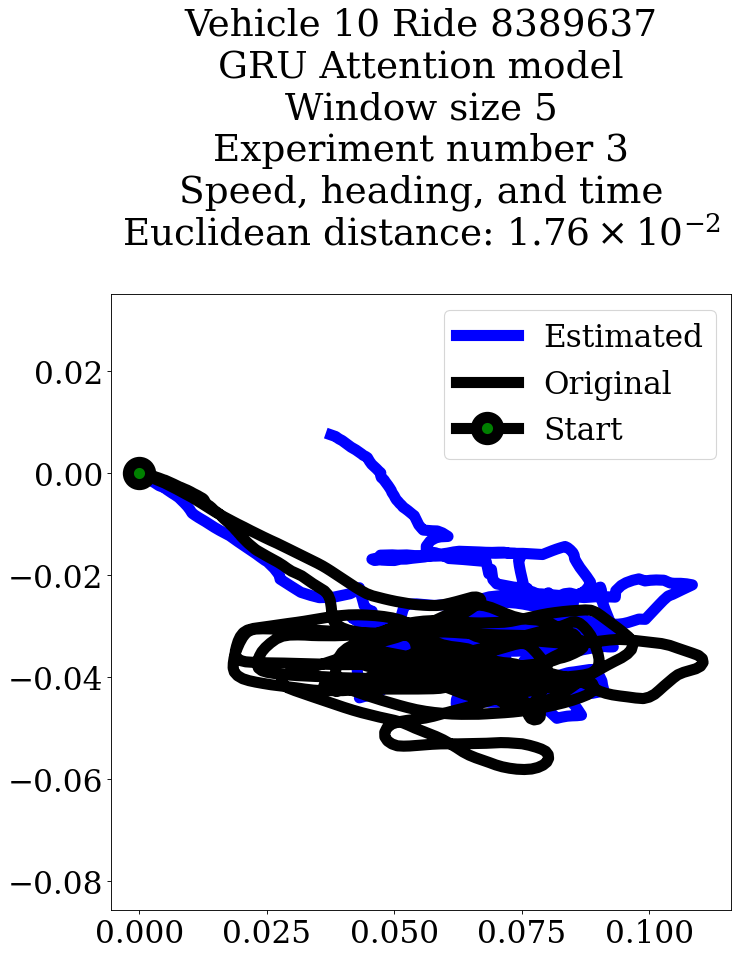 Vehicle 10 Ride 8389637
GRU Attention model
Window size 5
Experiment number 3
Speed, heading, and time
Euclidean distance: 1.76 × 10⁻²
Estimated
Original
Start
0.02
0.00
−0.02
−0.04
−0.06
−0.08
0.000 0.025 0.050 0.075 0.100